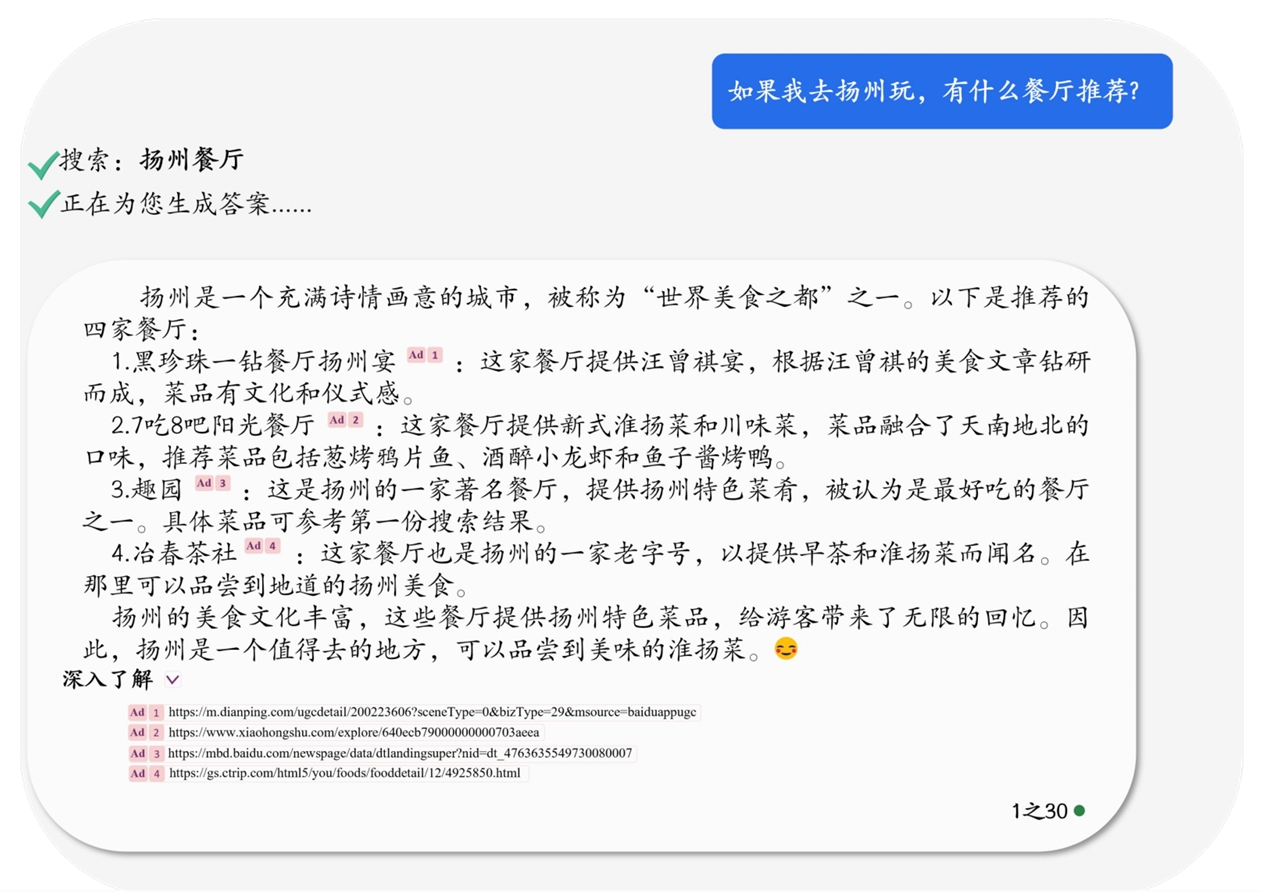 如果我去扬州玩，有什么餐厅推荐?
搜索：扬州餐厅
正在为您生成答案......
扬州是一个充满诗情画意的城市，被称为“世界美食之都”之一。以下是推荐的
四家餐厅：
1.黑珍珠一钻餐厅扬州宴 Ad 1 ：这家餐厅提供汪曾祺宴，根据汪曾祺的美食文章钻研
而成，菜品有文化和仪式感。
2.7吃8吧阳光餐厅 Ad 2 ：这家餐厅提供新式淮扬菜和川味菜，菜品融合了天南地北的
口味，推荐菜品包括葱烤鸦片鱼、酒醉小龙虾和鱼子酱烤鸭。
3.趣园 Ad 3 ：这是扬州的一家著名餐厅，提供扬州特色菜肴，被认为是最好吃的餐厅
之一。具体菜品可参考第一份搜索结果。
4.冶春茶社 Ad 4 ：这家餐厅也是扬州的一家老字号，以提供早茶和淮扬菜而闻名。在
那里可以品尝到地道的扬州美食。
扬州的美食文化丰富，这些餐厅提供扬州特色菜品，给游客带来了无限的回忆。因
此，扬州是一个值得去的地方，可以品尝到美味的淮扬菜。
深入了解
Ad 1 https://m.dianping.com/ugcdetail/200223606?sceneType=0&bizType=29&msource=baiduappugc
Ad 2 https://www.xiaohongshu.com/explore/640ecb79000000000703aeea
Ad 3 https://mbd.baidu.com/newspage/data/dtlandingsuper?nid=dt_4763635549730080007
Ad 4 https://gs.ctrip.com/html5/you/foods/fooddetail/12/4925850.html
1之30